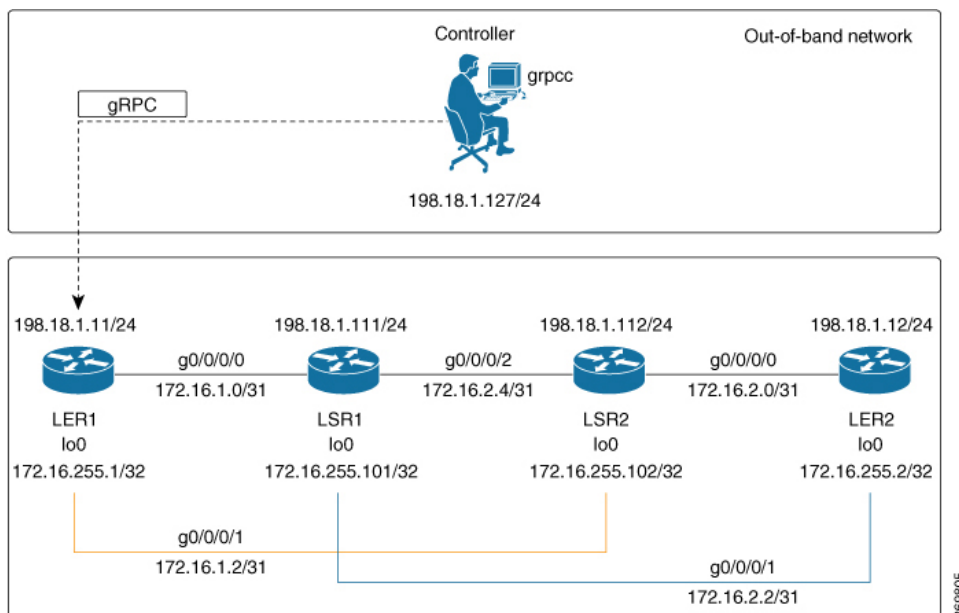 Controller
Out-of-band network
grpcc
gRPC
198.18.1.127/24
198.18.1.11/24
198.18.1.111/24
198.18.1.112/24
198.18.1.12/24
g0/0/0/0
g0/0/0/2
g0/0/0/0
172.16.1.0/31
172.16.2.4/31
172.16.2.0/31
LER1
LSR1
LSR2
LER2
lo0
lo0
lo0
lo0
172.16.255.1/32
172.16.255.101/32
172.16.255.102/32
172.16.255.2/32
g0/0/0/1
172.16.1.2/31
g0/0/0/1
172.16.2.2/31